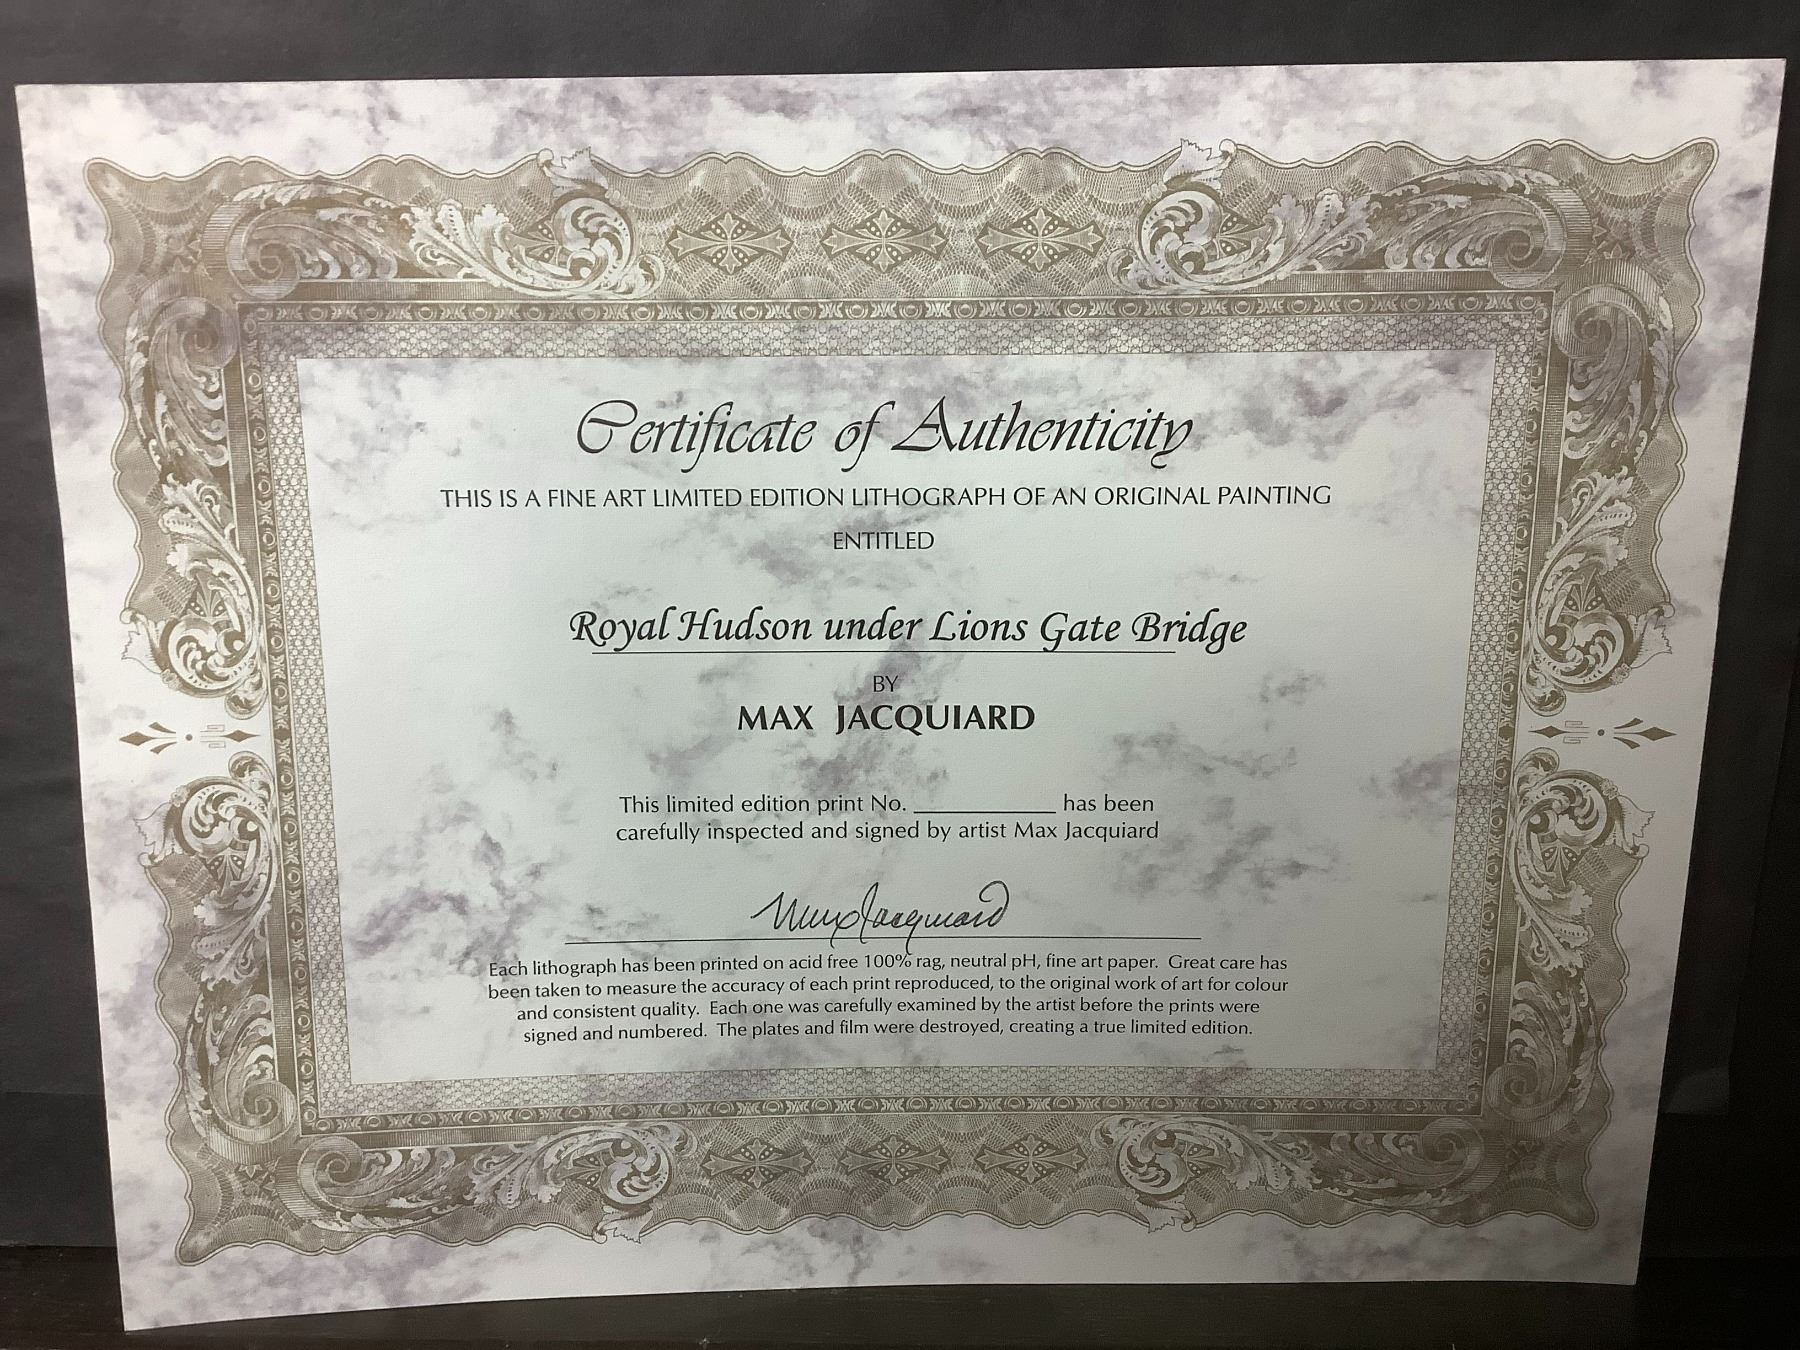 Certificate of Authenticity
THIS IS A FINE ART LIMITED EDITION LITHOGRAPH OF AN ORIGINAL PAINTING
ENTITLED
Royal Hudson under Lions Gate Bridge
BY
MAX JACQUIARD
This limited edition print No. __________ has been
carefully inspected and signed by artist Max Jacquiard
Max Jacquiard
Each lithograph has been printed on acid free 100% rag, neutral pH, fine art paper. Great care has
been taken to measure the accuracy of each print reproduced, to the original work of art for colour
and consistent quality. Each one was carefully examined by the artist before the prints were
signed and numbered. The plates and film were destroyed, creating a true limited edition.